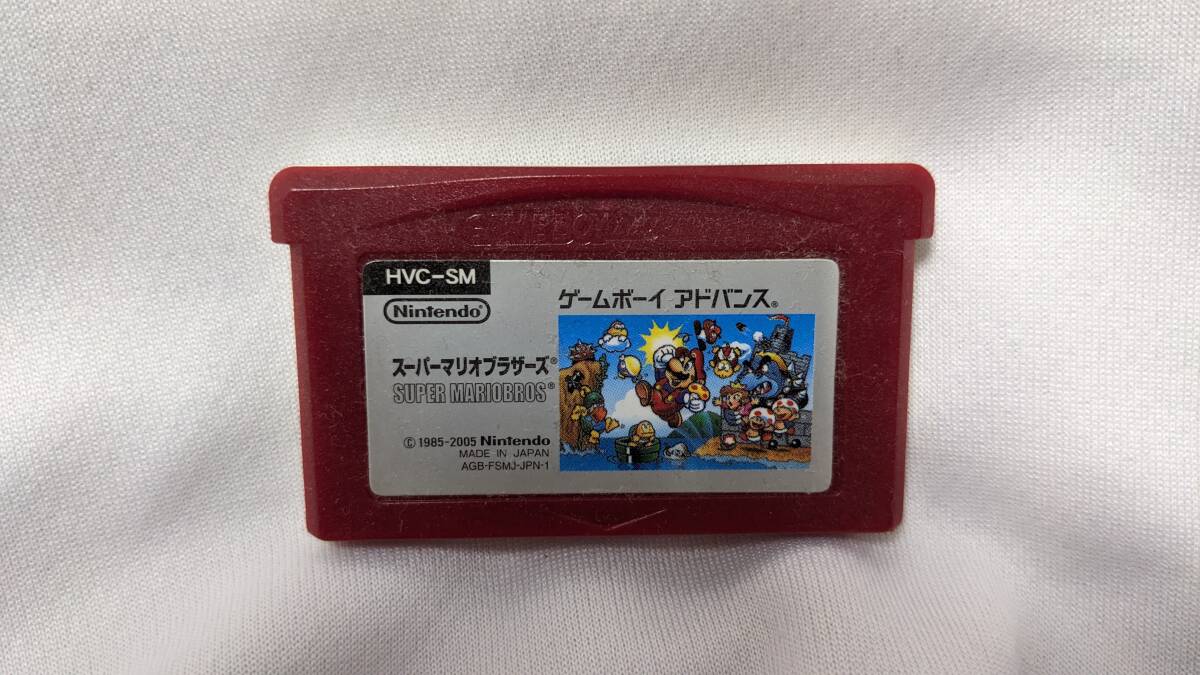 HVC-SM
Nintendo
ゲームボーイ アドバンス®
スーパーマリオブラザーズ®
SUPER MARIOBROS®
© 1985-2005 Nintendo
MADE IN JAPAN
AGB-FSMJ-JPN-1